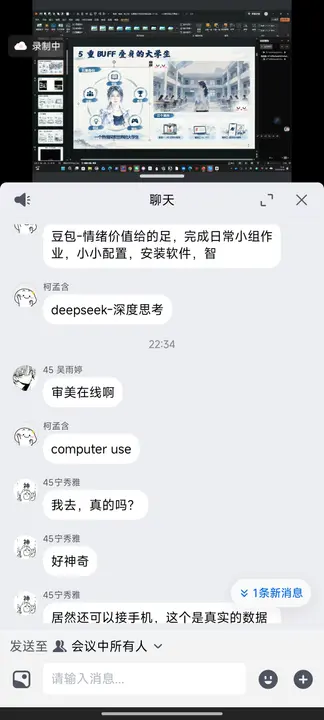 录制中
5 重 BUFF 叠身的大学生
聊天
豆包-情绪价值给的足，完成日常小组作
业，小小配置，安装软件，智
柯孟含
deepseek-深度思考
22:34
45 吴雨婷
审美在线啊
柯孟含
computer use
45宁秀雅
我去，真的吗？
45宁秀雅
好神奇
1条新消息
45宁秀雅
居然还可以接手机，这个是真实的数据
发送至 会议中所有人
请输入消息...